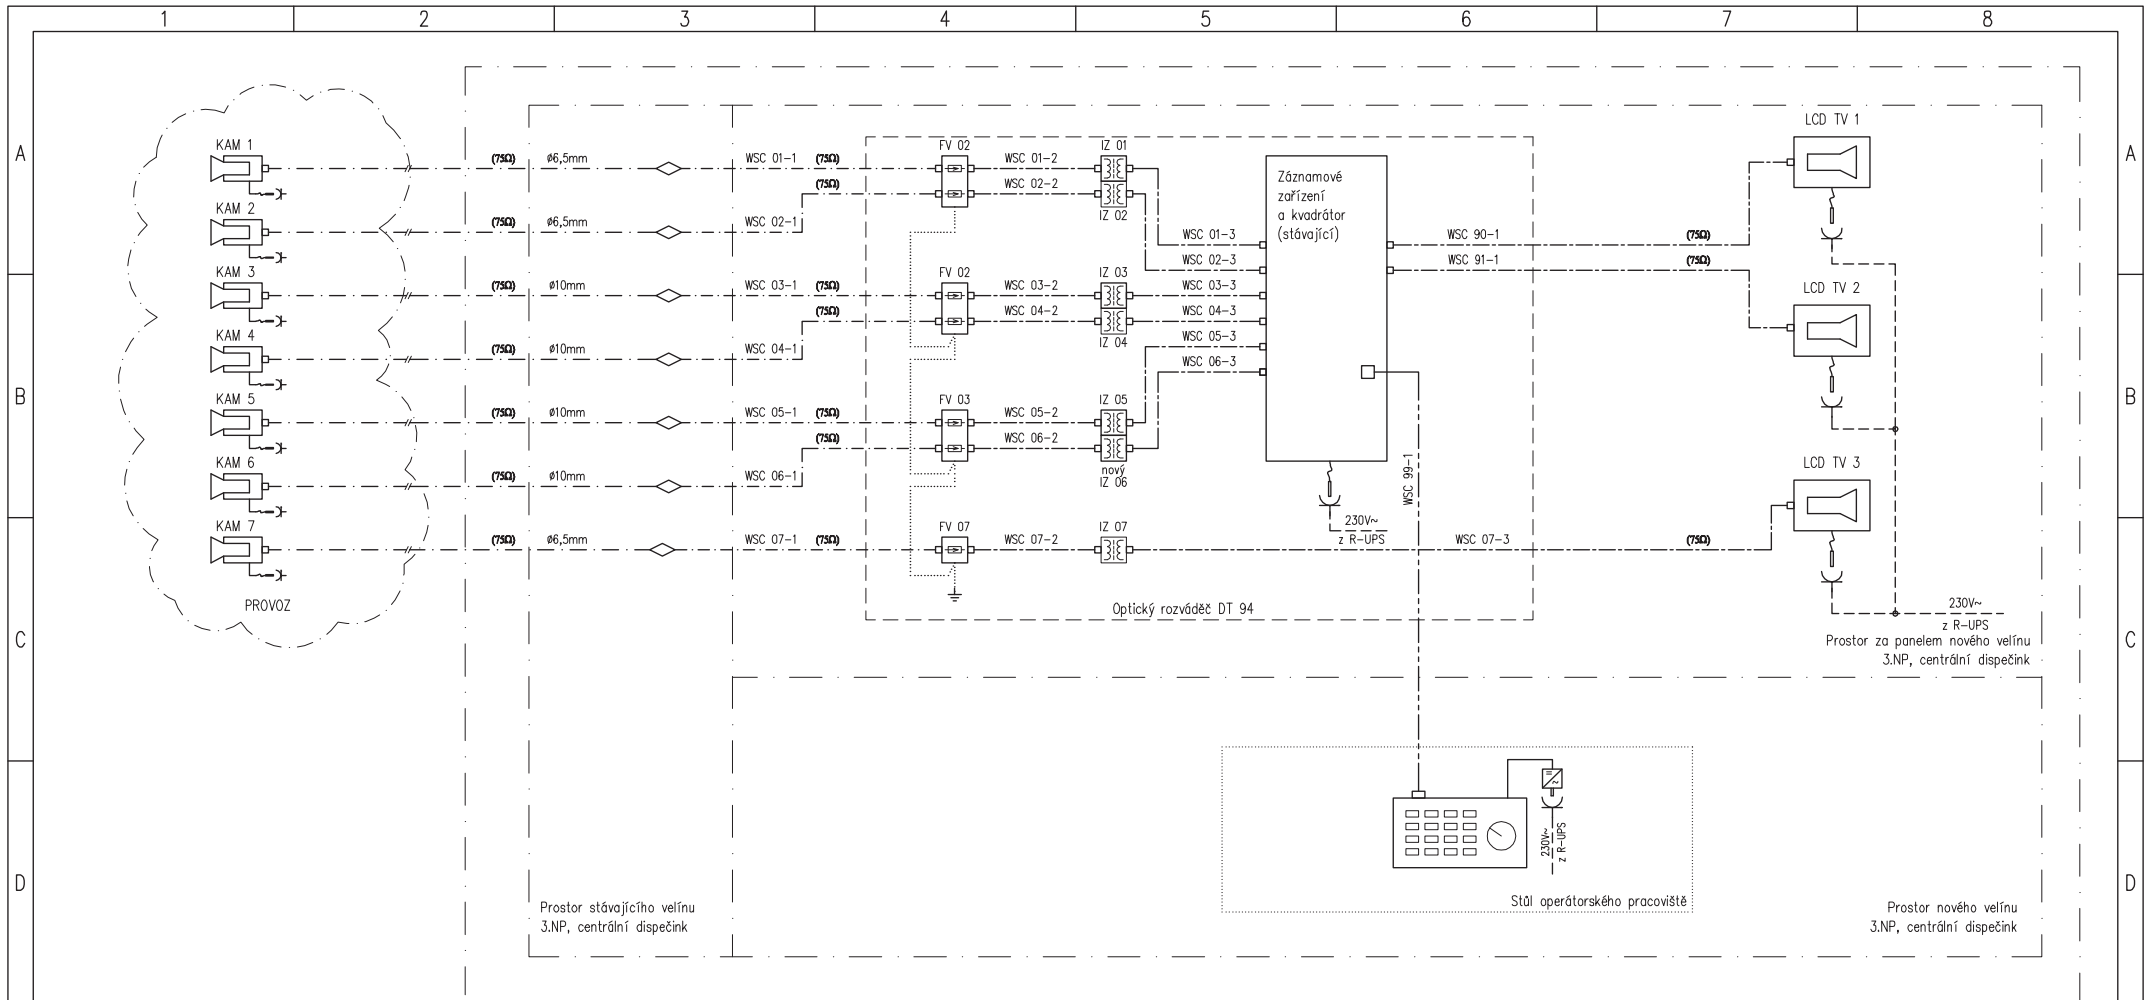 1 2 3 4 5 6 7 8
A A
KAM 1 (75Ω) ø6,5mm WSC 01-1 (75Ω) FV 02 WSC 01-2 IZ 01
(75Ω) WSC 02-2 IZ 02
KAM 2 (75Ω) ø6,5mm WSC 02-1
Záznamové
zařízení
a kvadrátor
(stávající)
LCD TV 1
WSC 01-3 WSC 90-1 (75Ω)
WSC 02-3 WSC 91-1 (75Ω)
KAM 3 (75Ω) ø10mm WSC 03-1 (75Ω) FV 02 WSC 03-2 IZ 03 WSC 03-3
LCD TV 2
(75Ω) WSC 04-2 IZ 04 WSC 04-3
KAM 4 (75Ω) ø10mm WSC 04-1
WSC 05-3
WSC 06-3
B B
KAM 5 (75Ω) ø10mm WSC 05-1 (75Ω) FV 03 WSC 05-2 IZ 05
(75Ω) WSC 06-2
nový
IZ 06
KAM 6 (75Ω) ø10mm WSC 06-1
WSC 99-1
LCD TV 3
230V~
z R-UPS
KAM 7 (75Ω) ø6,5mm WSC 07-1 (75Ω) FV 07 WSC 07-2 IZ 07 WSC 07-3 (75Ω)
PROVOZ
Optický rozváděč DT 94
230V~
z R-UPS
C C
Prostor za panelem nového velínu
3.NP, centrální dispečink
230V~
z R-UPS
D D
Stůl operátorského pracoviště
Prostor stávajícího velínu
3.NP, centrální dispečink
Prostor nového velínu
3.NP, centrální dispečink